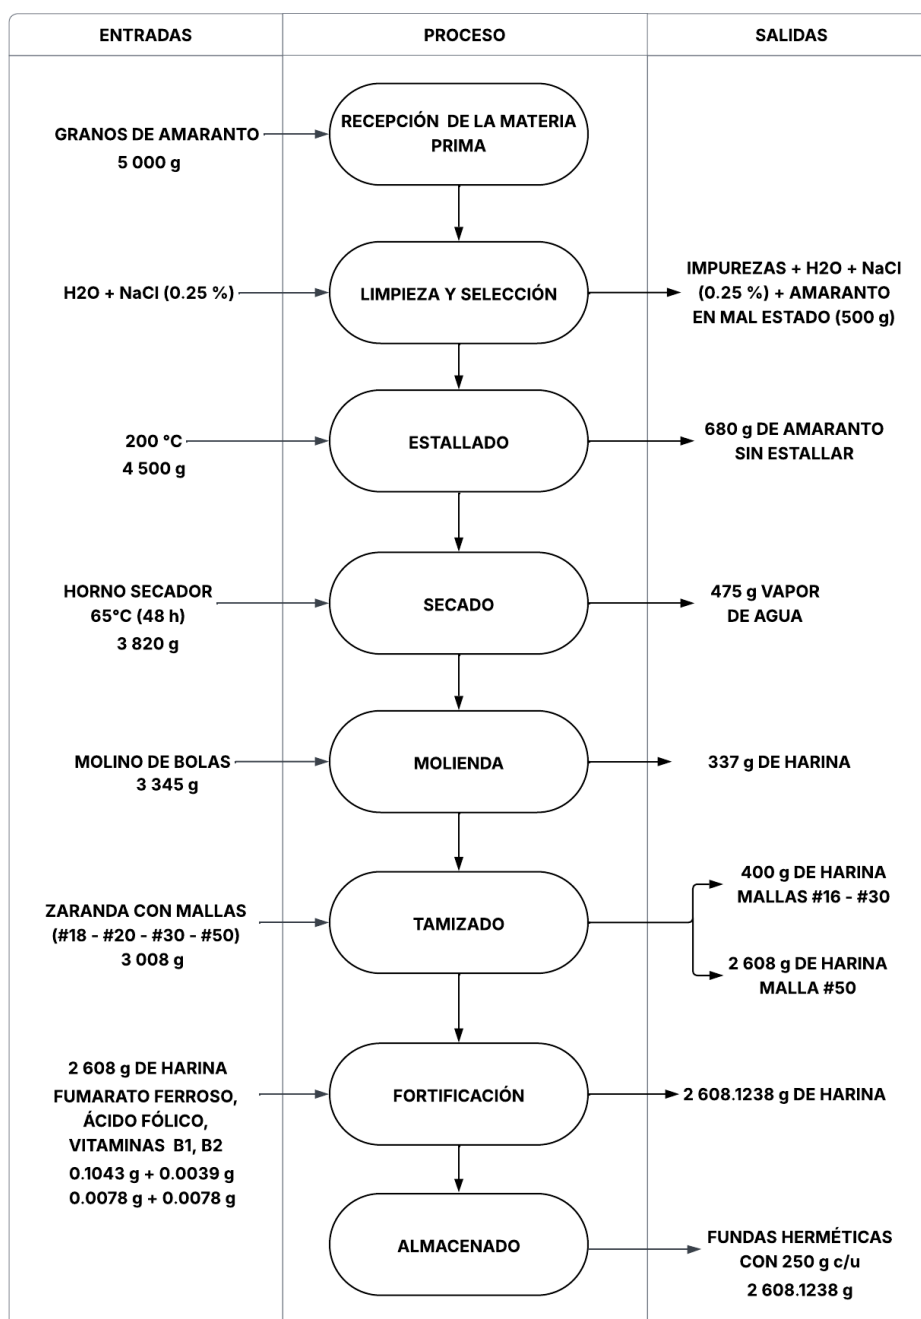 ENTRADAS
PROCESO
SALIDAS
GRANOS DE AMARANTO
5 000 g
RECEPCIÓN DE LA MATERIA
PRIMA
H2O + NaCl (0.25 %)
LIMPIEZA Y SELECCIÓN
IMPUREZAS + H2O + NaCl
(0.25 %) + AMARANTO
EN MAL ESTADO (500 g)
200 °C
4 500 g
ESTALLADO
680 g DE AMARANTO
SIN ESTALLAR
HORNO SECADOR
65°C (48 h)
3 820 g
SECADO
475 g VAPOR
DE AGUA
MOLINO DE BOLAS
3 345 g
MOLIENDA
337 g DE HARINA
ZARANDA CON MALLAS
(#18 - #20 - #30 - #50)
3 008 g
TAMIZADO
400 g DE HARINA
MALLAS #16 - #30
2 608 g DE HARINA
MALLA #50
2 608 g DE HARINA
FUMARATO FERROSO,
ÁCIDO FÓLICO,
VITAMINAS B1, B2
0.1043 g + 0.0039 g
0.0078 g + 0.0078 g
FORTIFICACIÓN
2 608.1238 g DE HARINA
ALMACENADO
FUNDAS HERMÉTICAS
CON 250 g c/u
2 608.1238 g